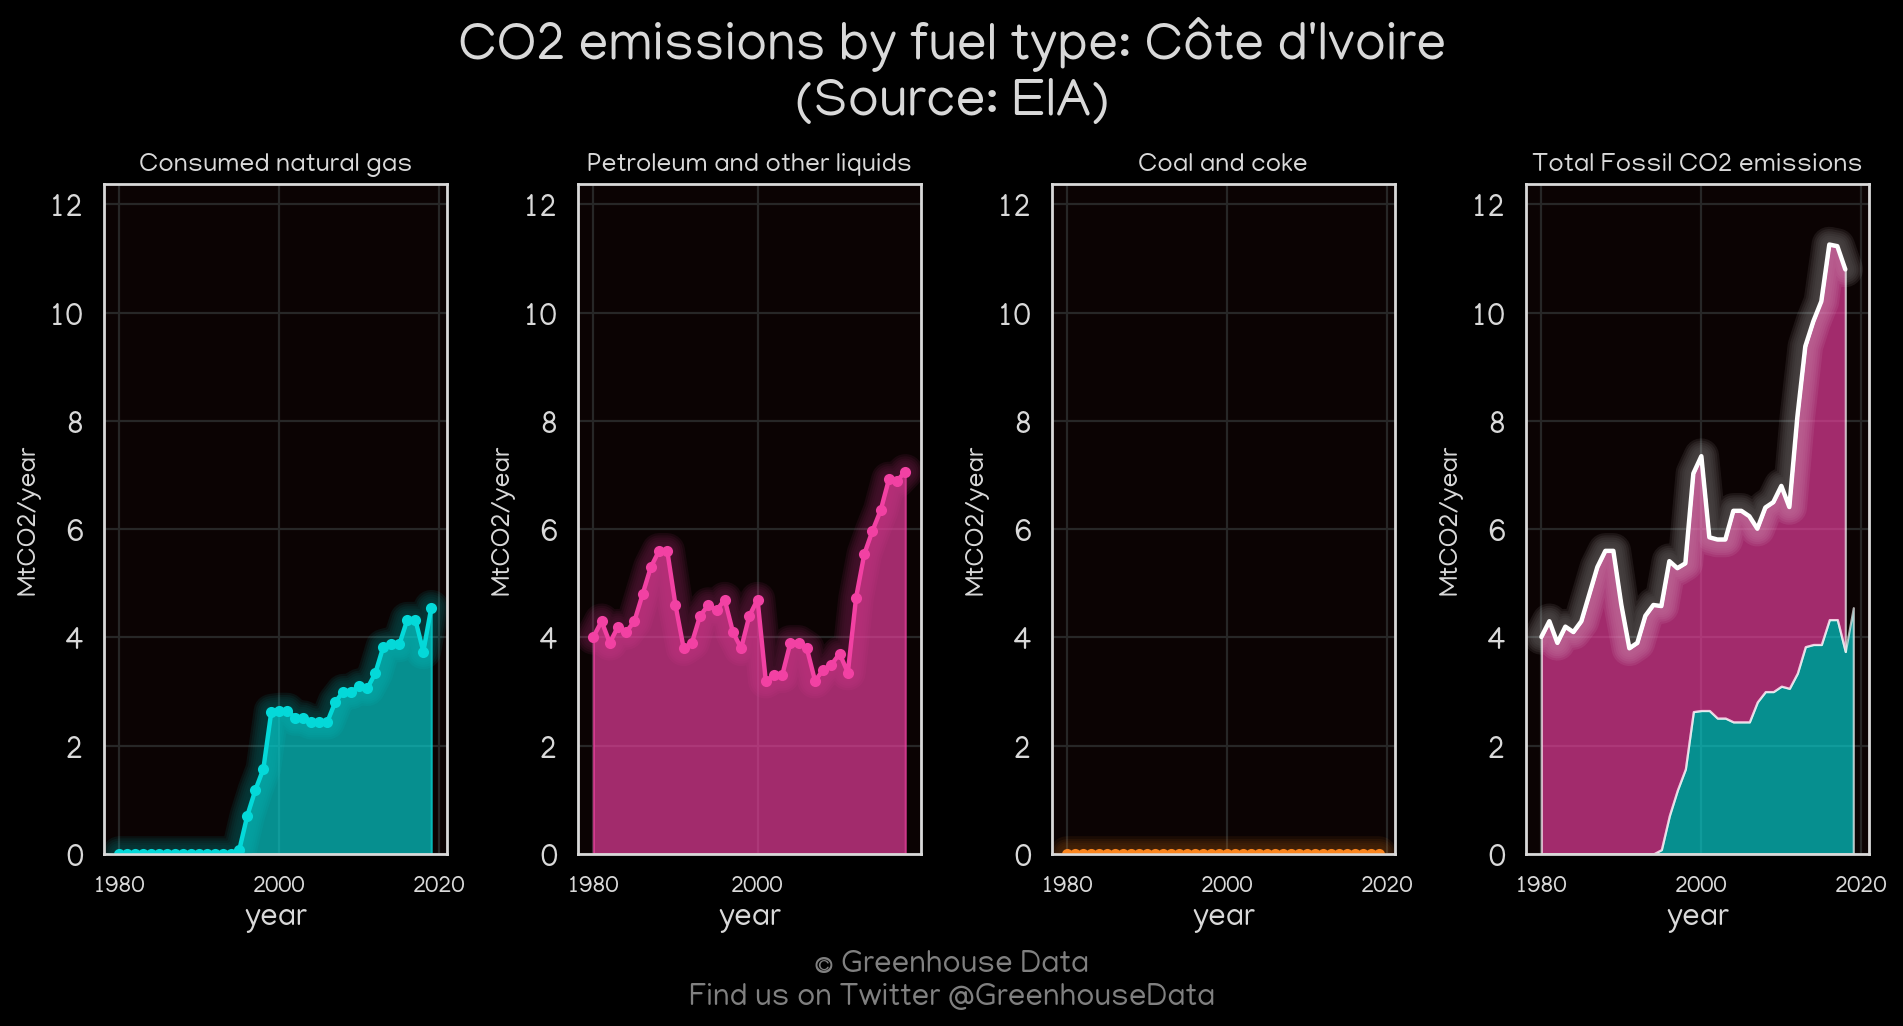 CO2 emissions by fuel type: Côte d'Ivoire
(Source: EIA)
Consumed natural gas
Petroleum and other liquids
Coal and coke
Total Fossil CO2 emissions
MtCO2/year
12
10
8
6
4
2
0
1980
2000
2020
year
MtCO2/year
12
10
8
6
4
2
0
1980
2000
year
MtCO2/year
12
10
8
6
4
2
0
1980
2000
2020
year
MtCO2/year
12
10
8
6
4
2
0
1980
2000
2020
year
© Greenhouse Data
Find us on Twitter @GreenhouseData